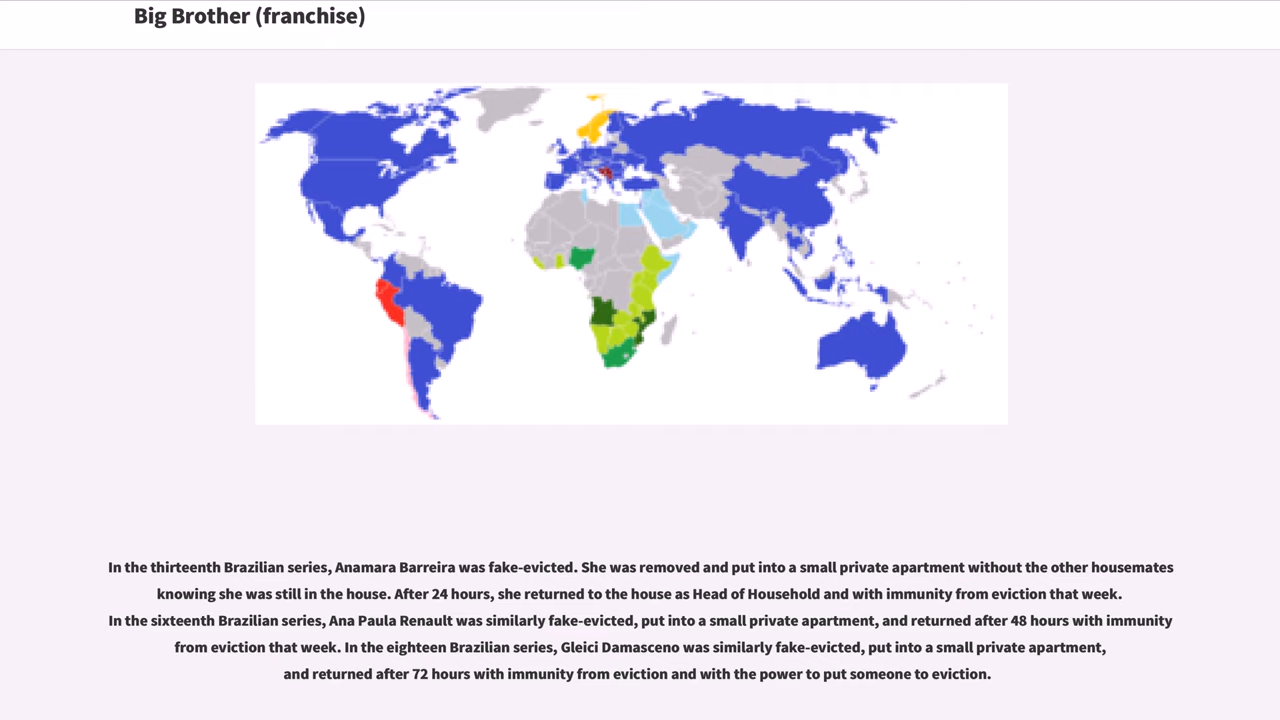 Big Brother (franchise)
In the thirteenth Brazilian series, Anamara Barreira was fake-evicted. She was removed and put into a small private apartment without the other housemates
knowing she was still in the house. After 24 hours, she returned to the house as Head of Household and with immunity from eviction that week.
In the sixteenth Brazilian series, Ana Paula Renault was similarly fake-evicted, put into a small private apartment, and returned after 48 hours with immunity
from eviction that week. In the eighteen Brazilian series, Gleici Damasceno was similarly fake-evicted, put into a small private apartment,
and returned after 72 hours with immunity from eviction and with the power to put someone to eviction.